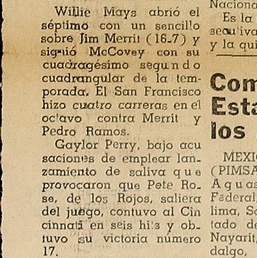 Willie Mays abrió el
séptimo con un sencillo
sobre Jim Merrit (16-7) y
siguió McCovey con su
cuadragésimo segundo
cuadrangular de la tem-
porada. El San Francisco
hizo cuatro carreras en el
octavo contra Merrit y
Pedro Ramos.
Gaylor Perry, bajo acu
saciones de emplear lan-
zamiento de saliva que
provocaron que Pete Ro-
se, de los Rojos, saliera
del juego, contuvo al Cin
cinnati en seis hits y ob-
tuvo su victoria número
17.
Naciona
Es la
y la qui
Com
Esta
los
MEXIC
(PIMSA
Aguas
Federal,
lima, So
tado de
Nayarit,
dalgo,